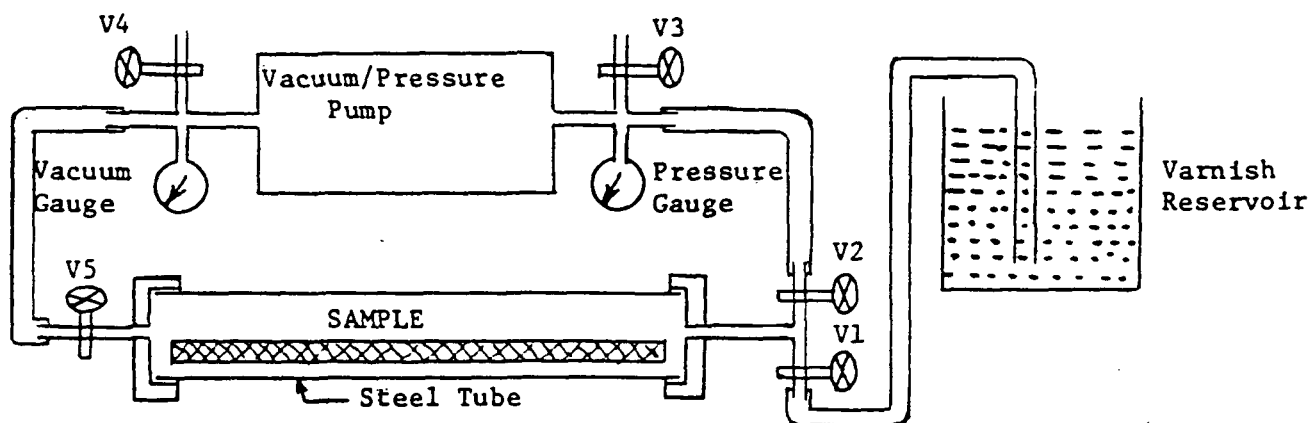 V4
V3
Vacuum/Pressure
Pump
Vacuum
Gauge
Pressure
Gauge
Varnish
Reservoir
V5
V2
SAMPLE
V1
Steel Tube